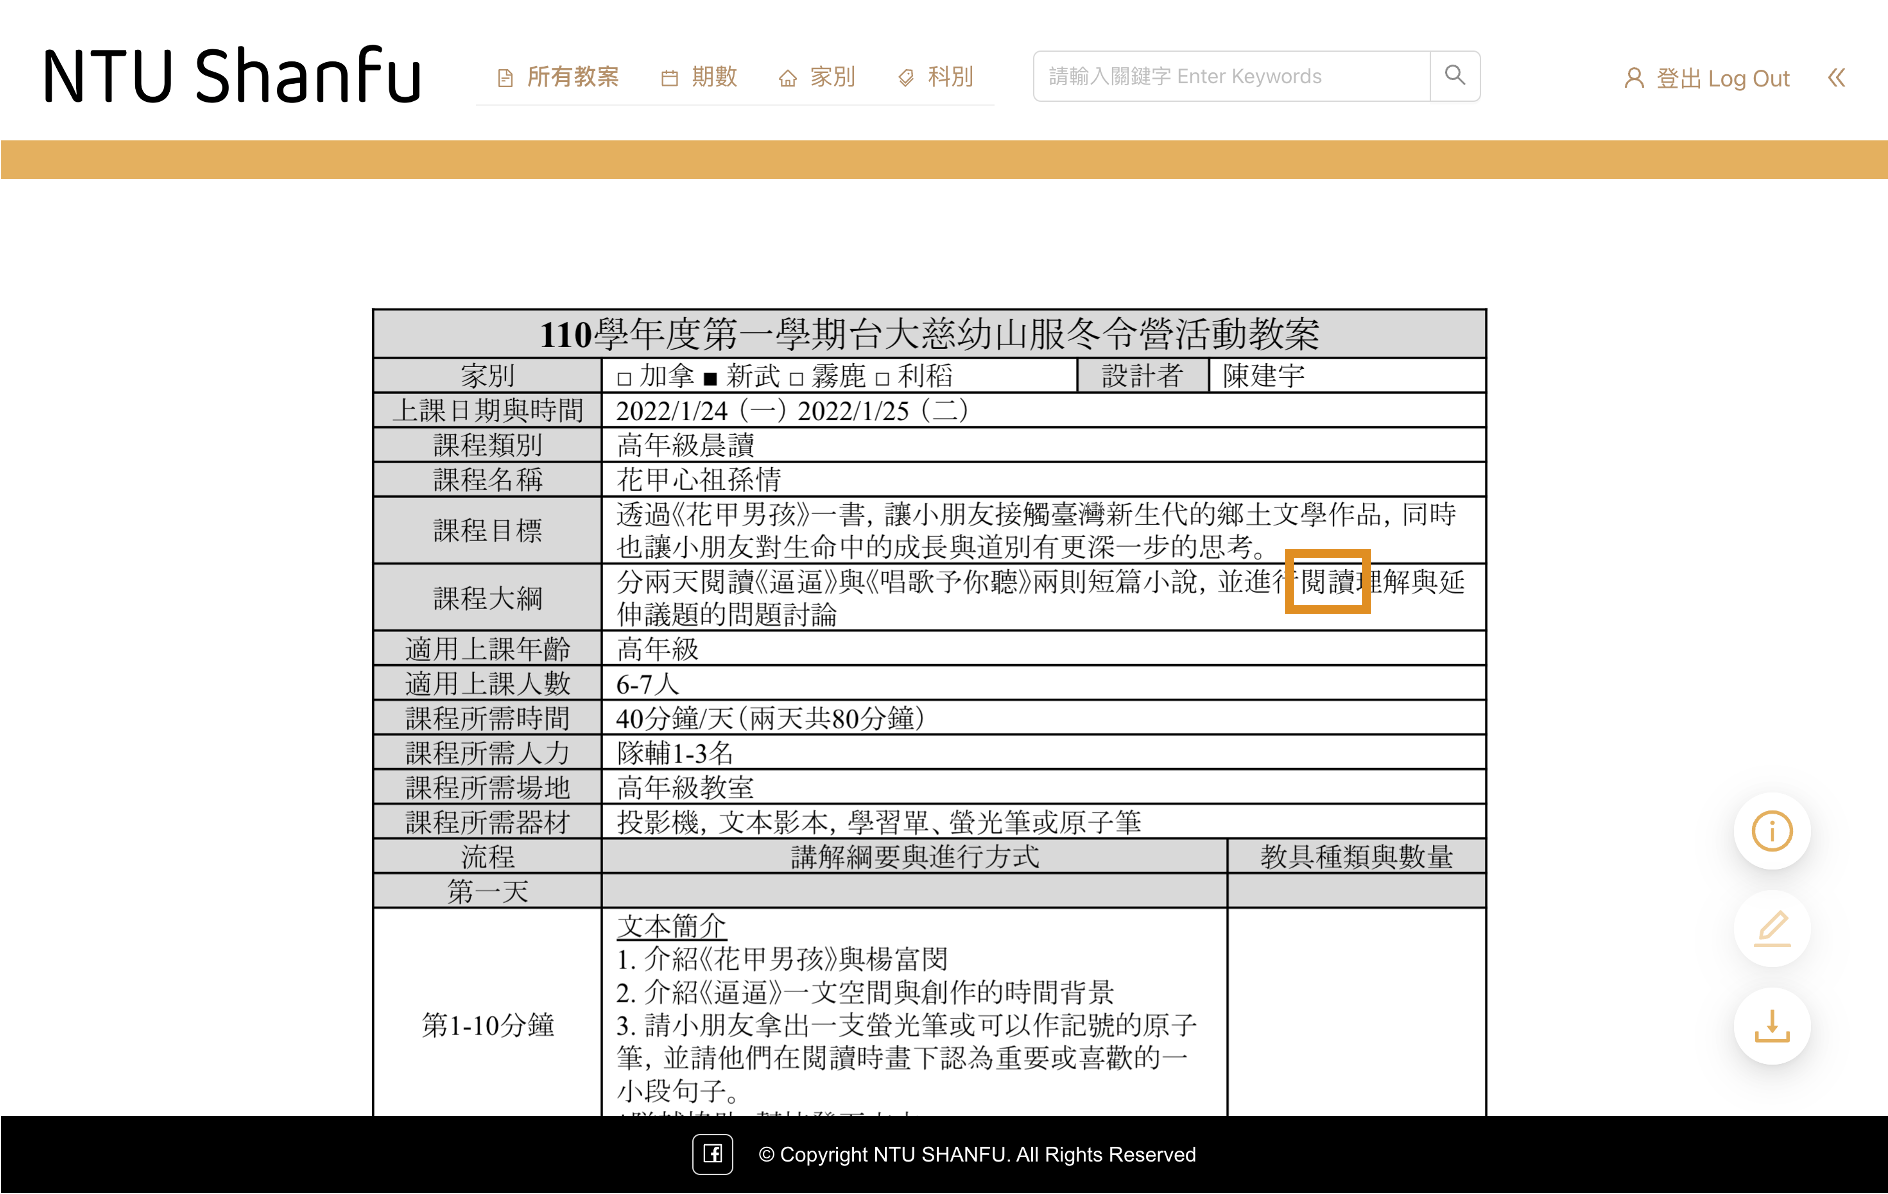 NTU Shanfu
所有教案 期數 家別 科別
請輸入關鍵字 Enter Keywords
登出 Log Out
110學年度第一學期台大慈幼山服冬令營活動教案
家別 □ 加拿 ■ 新武 □ 霧鹿 □ 利稻 設計者 陳建宇
上課日期與時間 2022/1/24（一）2022/1/25（二）
課程類別 高年級晨讀
課程名稱 花甲心祖孫情
課程目標 透過《花甲男孩》一書，讓小朋友接觸臺灣新生代的鄉土文學作品，同時
也讓小朋友對生命中的成長與道別有更深一步的思考。
課程大綱 分兩天閱讀《逼逼》與《唱歌予你聽》兩則短篇小說，並進行閱讀理解與延
伸議題的問題討論
適用上課年齡 高年級
適用上課人數 6-7人
課程所需時間 40分鐘/天（兩天共80分鐘）
課程所需人力 隊輔1-3名
課程所需場地 高年級教室
課程所需器材 投影機，文本影本，學習單、螢光筆或原子筆
流程 講解綱要與進行方式 教具種類與數量
第一天
第1-10分鐘
文本簡介
1. 介紹《花甲男孩》與楊富閔
2. 介紹《逼逼》一文空間與創作的時間背景
3. 請小朋友拿出一支螢光筆或可以作記號的原子
筆，並請他們在閱讀時畫下認為重要或喜歡的一
小段句子。
© Copyright NTU SHANFU. All Rights Reserved